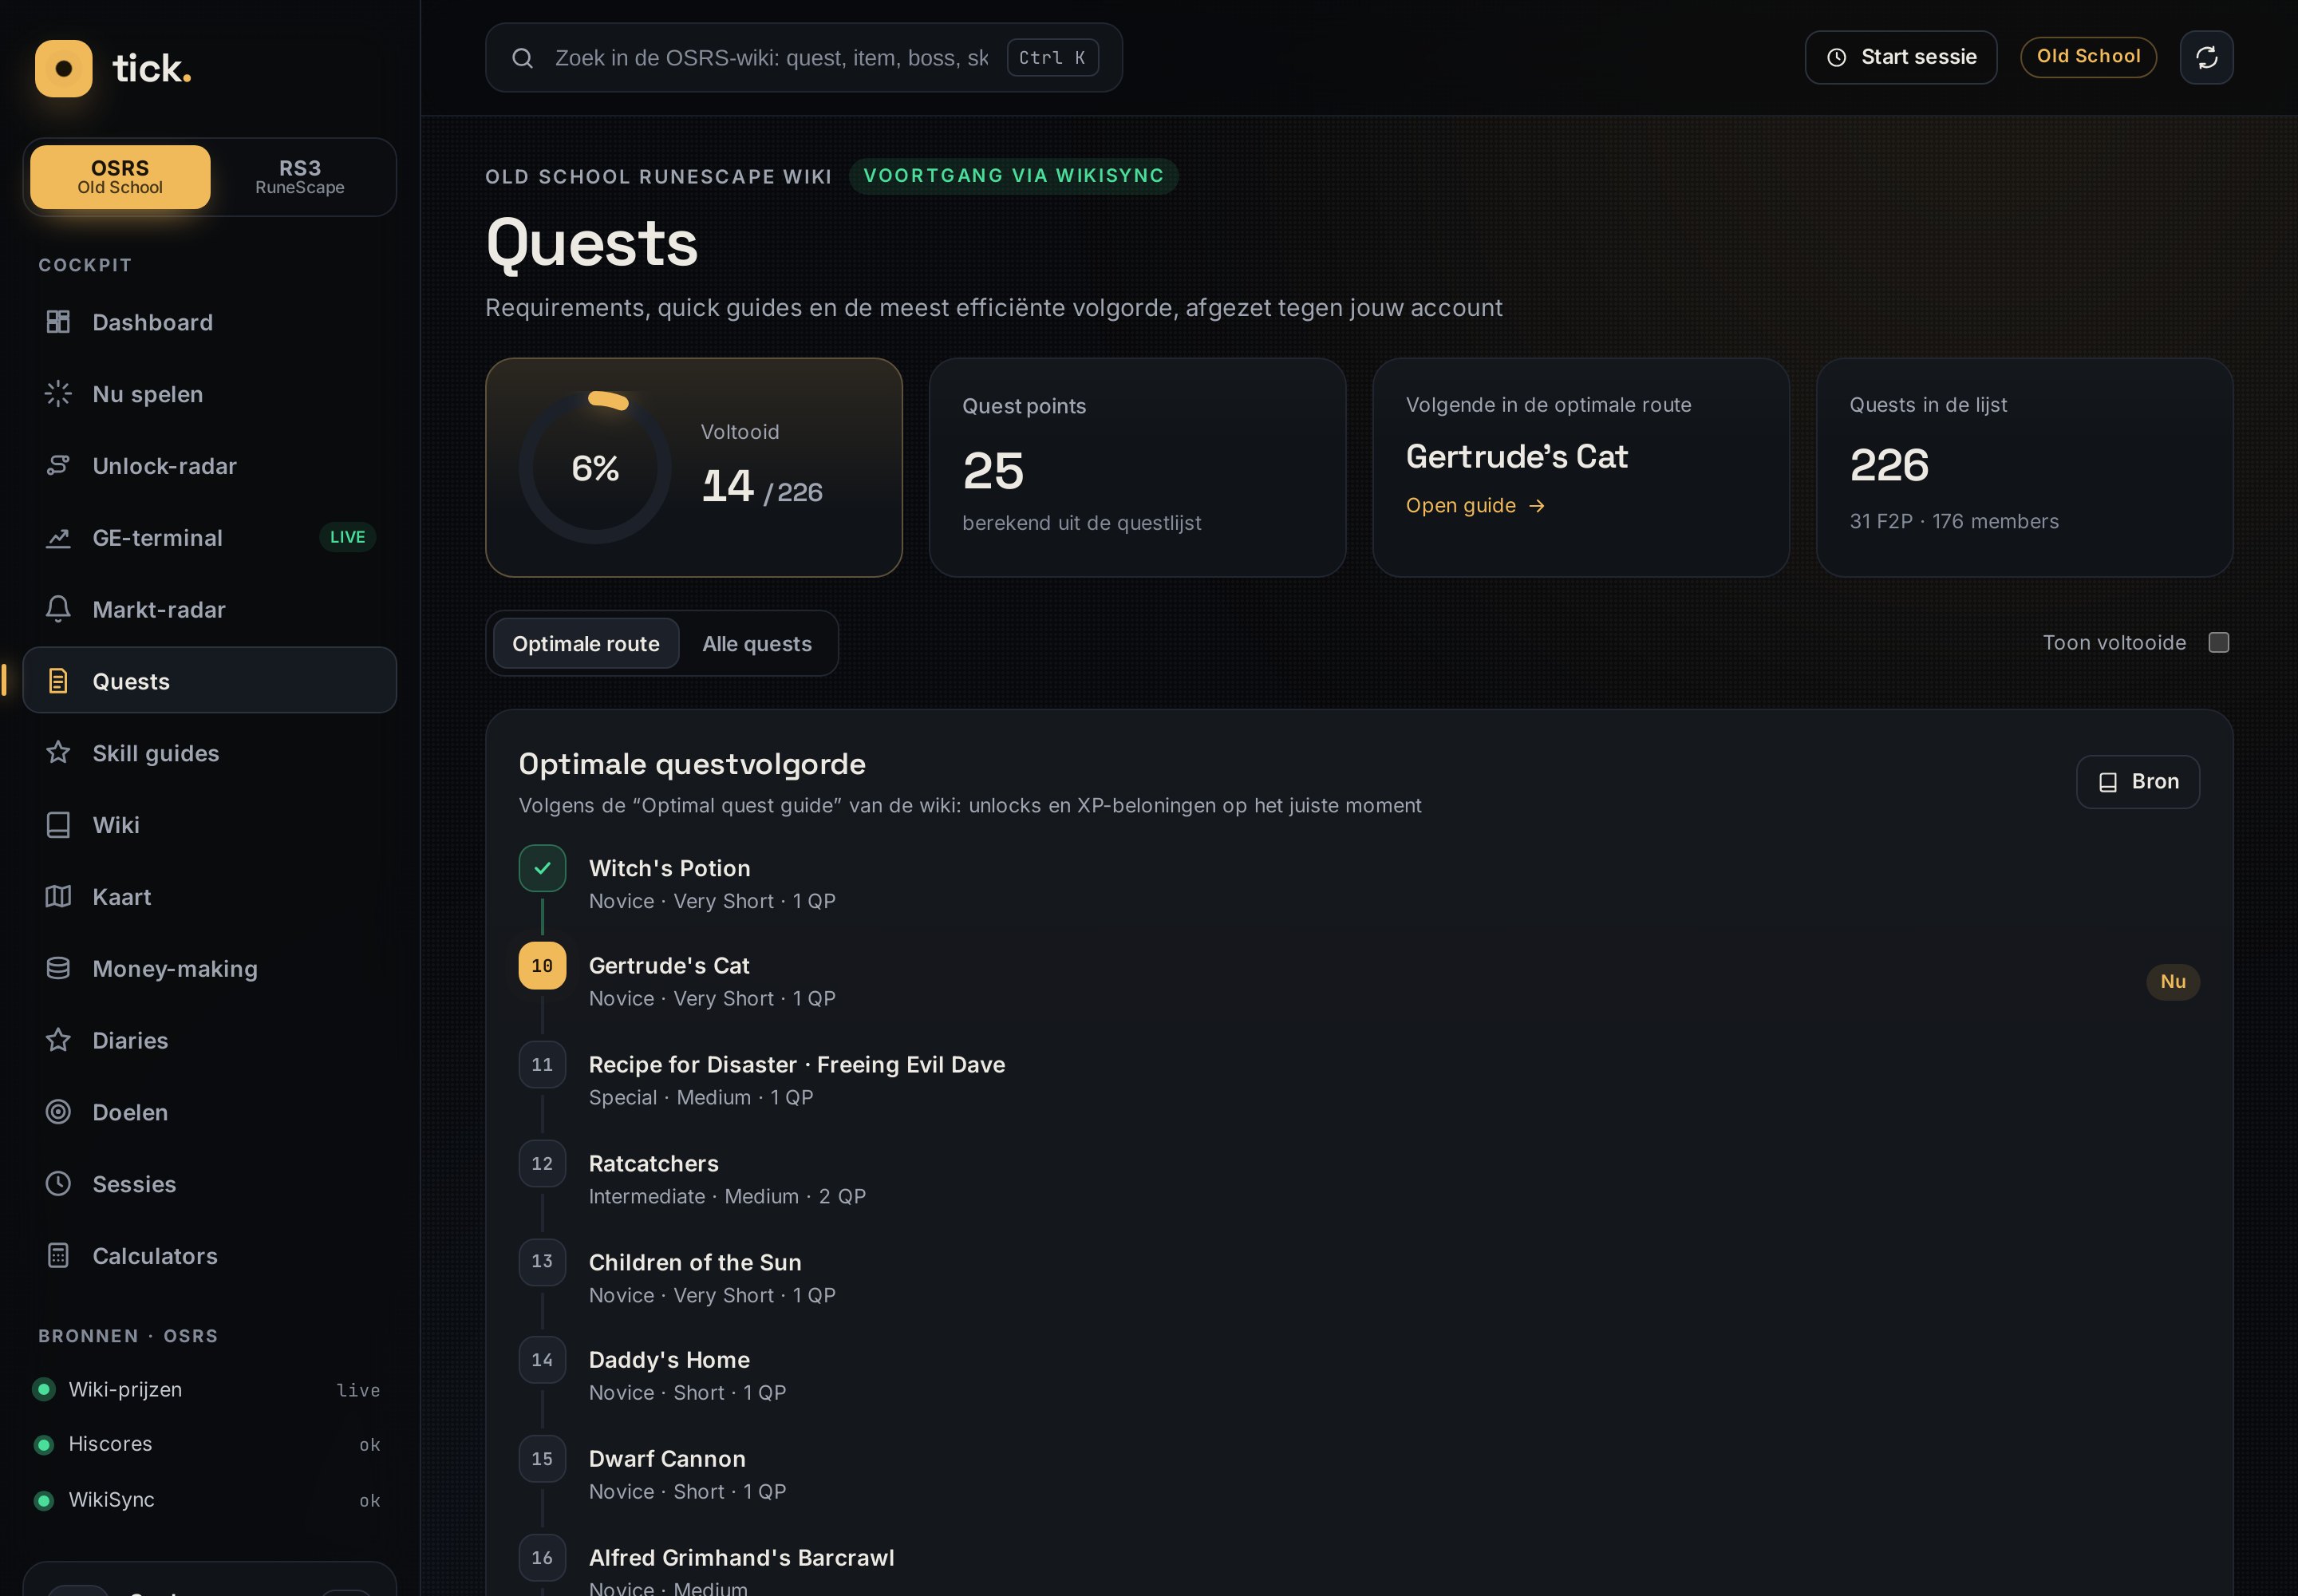 tick.
OSRS
Old School
RS3
RuneScape
COCKPIT
Dashboard
Nu spelen
Unlock-radar
GE-terminal
LIVE
Markt-radar
Quests
Skill guides
Wiki
Kaart
Money-making
Diaries
Doelen
Sessies
Calculators
BRONNEN · OSRS
Wiki-prijzen live
Hiscores ok
WikiSync ok
Zoek in de OSRS-wiki: quest, item, boss, sk
Ctrl K
Start sessie
Old School
OLD SCHOOL RUNESCAPE WIKI
VOORTGANG VIA WIKISYNC
Quests
Requirements, quick guides en de meest efficiënte volgorde, afgezet tegen jouw account
6%
Voltooid
14 / 226
Quest points
25
berekend uit de questlijst
Volgende in de optimale route
Gertrude’s Cat
Open guide →
Quests in de lijst
226
31 F2P · 176 members
Optimale route
Alle quests
Toon voltooide
Optimale questvolgorde
Volgens de “Optimal quest guide” van de wiki: unlocks en XP-beloningen op het juiste moment
Bron
Witch's Potion
Novice · Very Short · 1 QP
10
Gertrude's Cat
Novice · Very Short · 1 QP
Nu
11
Recipe for Disaster · Freeing Evil Dave
Special · Medium · 1 QP
12
Ratcatchers
Intermediate · Medium · 2 QP
13
Children of the Sun
Novice · Very Short · 1 QP
14
Daddy's Home
Novice · Short · 1 QP
15
Dwarf Cannon
Novice · Short · 1 QP
16
Alfred Grimhand's Barcrawl
Novice · Medium